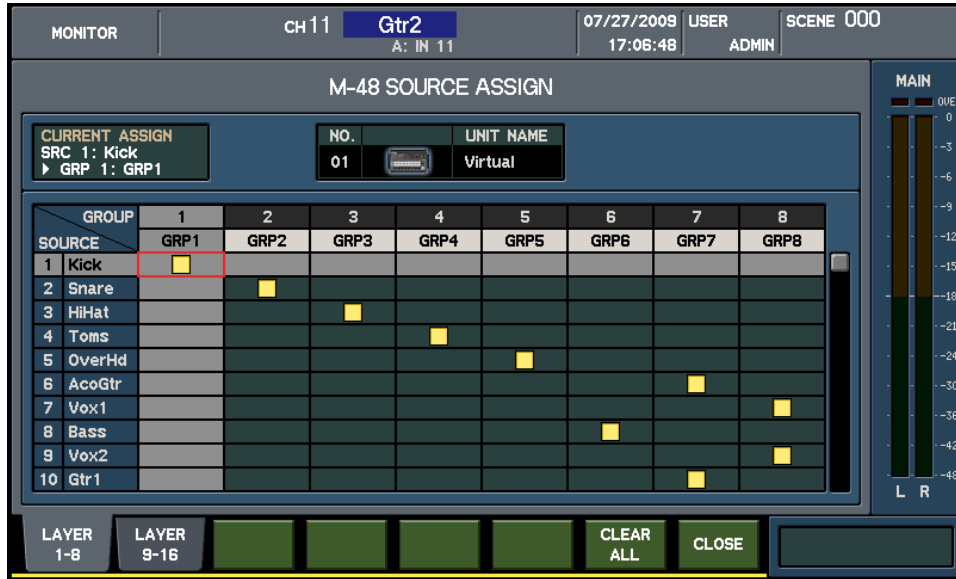 MONITOR
CH 11 Gtr2
A: IN 11
07/27/2009
17:06:48
USER
ADMIN
SCENE 000
M-48 SOURCE ASSIGN
CURRENT ASSIGN
SRC 1: Kick
GRP 1: GRP1
NO. UNIT NAME
01 Virtual
GROUP 1 2 3 4 5 6 7 8
SOURCE GRP1 GRP2 GRP3 GRP4 GRP5 GRP6 GRP7 GRP8
1 Kick
2 Snare
3 HiHat
4 Toms
5 OverHd
6 AcoGtr
7 Vox1
8 Bass
9 Vox2
10 Gtr1
MAIN
0
-3
-6
-9
-12
-15
-18
-21
-24
-30
-36
-42
-48
L R
LAYER
1-8
LAYER
9-16
CLEAR
ALL
CLOSE